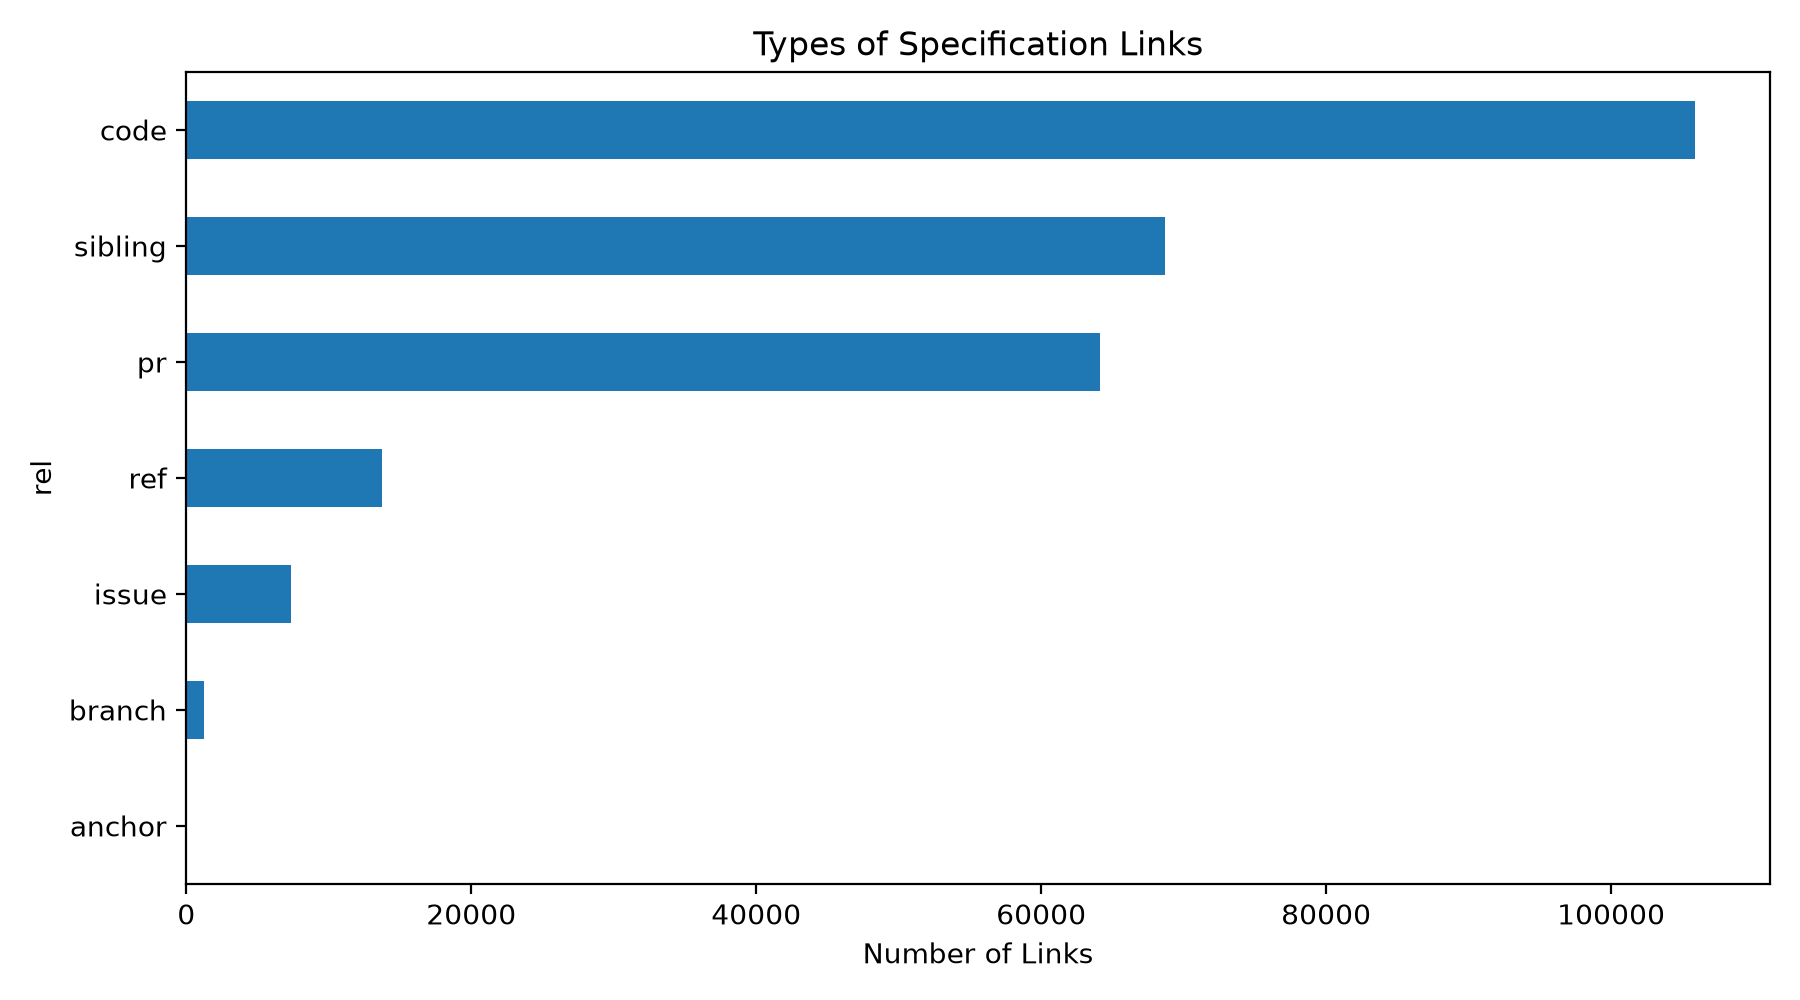 Types of Specification Links
code
sibling
pr
ref
issue
branch
anchor
rel
0 20000 40000 60000 80000 100000
Number of Links